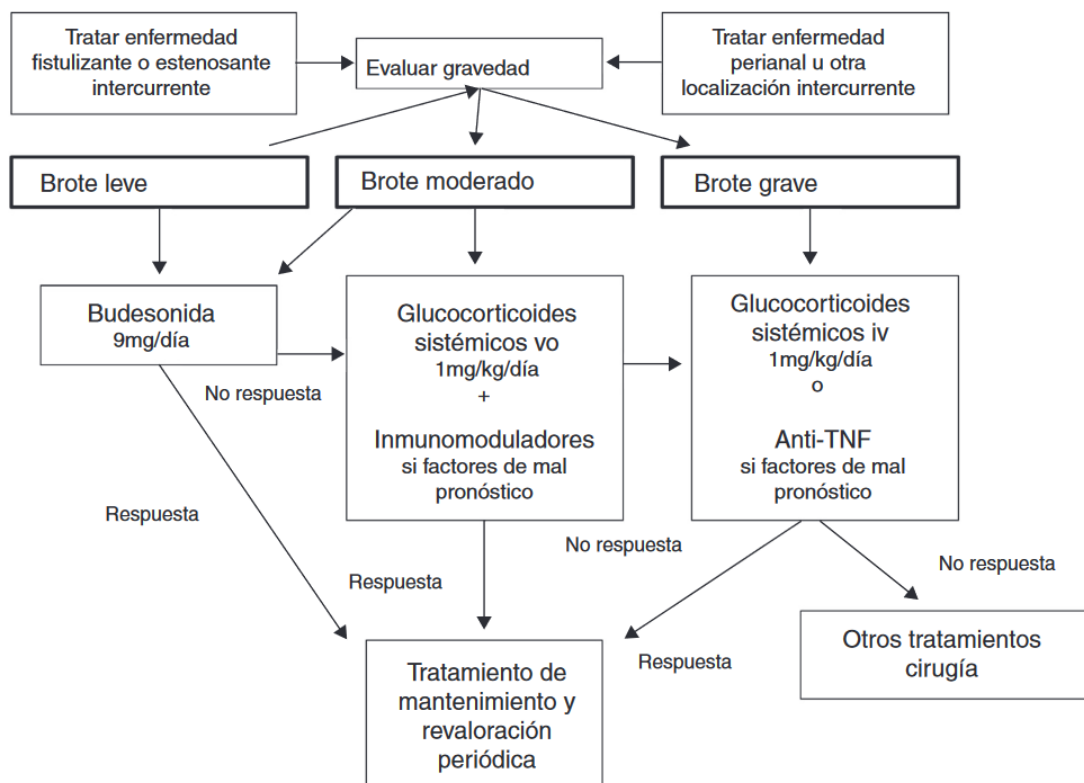 Tratar enfermedad
fistulizante o estenosante
intercurrente
Evaluar gravedad
Tratar enfermedad
perianal u otra
localización intercurrente
Brote leve
Brote moderado
Brote grave
Budesonida
9mg/día
Glucocorticoides
sistémicos vo
1mg/kg/día
+
Inmunomoduladores
si factores de mal
pronóstico
Glucocorticoides
sistémicos iv
1mg/kg/día
o
Anti-TNF
si factores de mal
pronóstico
No respuesta
Respuesta
No respuesta
Respuesta
No respuesta
Respuesta
Tratamiento de
mantenimiento y
revaloración
periódica
Otros tratamientos
cirugía